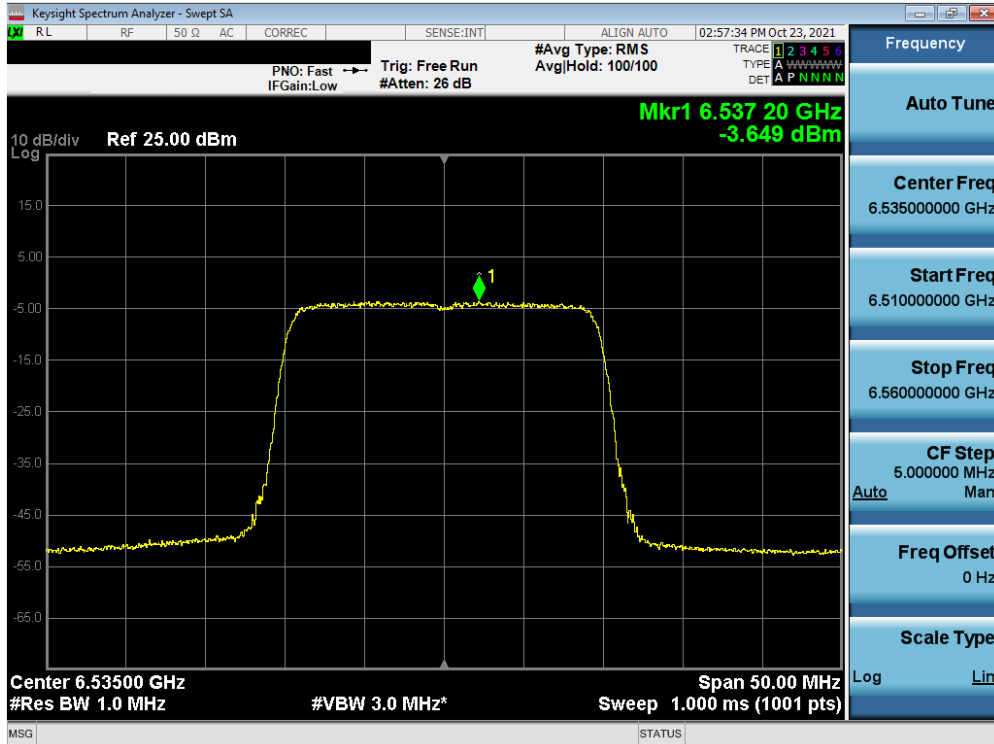 Keysight Spectrum Analyzer - Swept SA
LXI RL RF 50 Ω AC CORREC SENSE:INT ALIGN AUTO 02:57:34 PM Oct 23, 2021
PNO: Fast Trig: Free Run #Avg Type: RMS TRACE 1 2 3 4 5 6
IFGain:Low #Atten: 26 dB Avg|Hold: 100/100 TYPE A WWWWW
DET A P N N N N
Mkr1 6.537 20 GHz
-3.649 dBm
10 dB/div Ref 25.00 dBm
Log
15.0
5.00
1
-5.00
-15.0
-25.0
-35.0
-45.0
-55.0
-65.0
Center 6.53500 GHz Span 50.00 MHz
#Res BW 1.0 MHz #VBW 3.0 MHz* Sweep 1.000 ms (1001 pts)
MSG STATUS
Frequency
Auto Tune
Center Freq
6.535000000 GHz
Start Freq
6.510000000 GHz
Stop Freq
6.560000000 GHz
CF Step
5.000000 MHz
Auto Man
Freq Offset
0 Hz
Scale Type
Log Lin